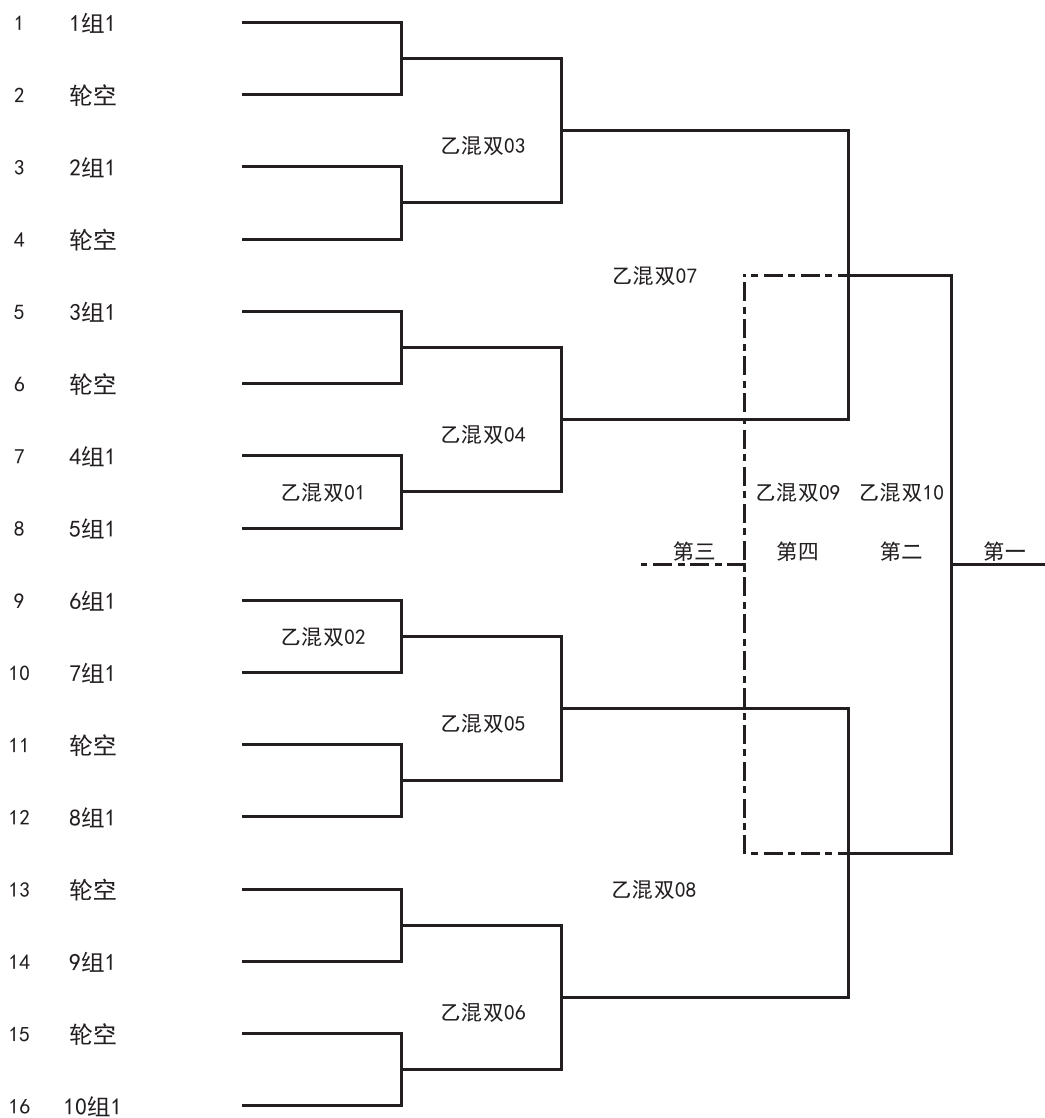 1 1组1
2 轮空
乙混双03
3 2组1
4 轮空
乙混双07
5 3组1
6 轮空
乙混双04
7 4组1
乙混双01 乙混双09 乙混双10
8 5组1
第三 第四 第二 第一
9 6组1
乙混双02
10 7组1
乙混双05
11 轮空
12 8组1
13 轮空
乙混双08
14 9组1
乙混双06
15 轮空
16 10组1